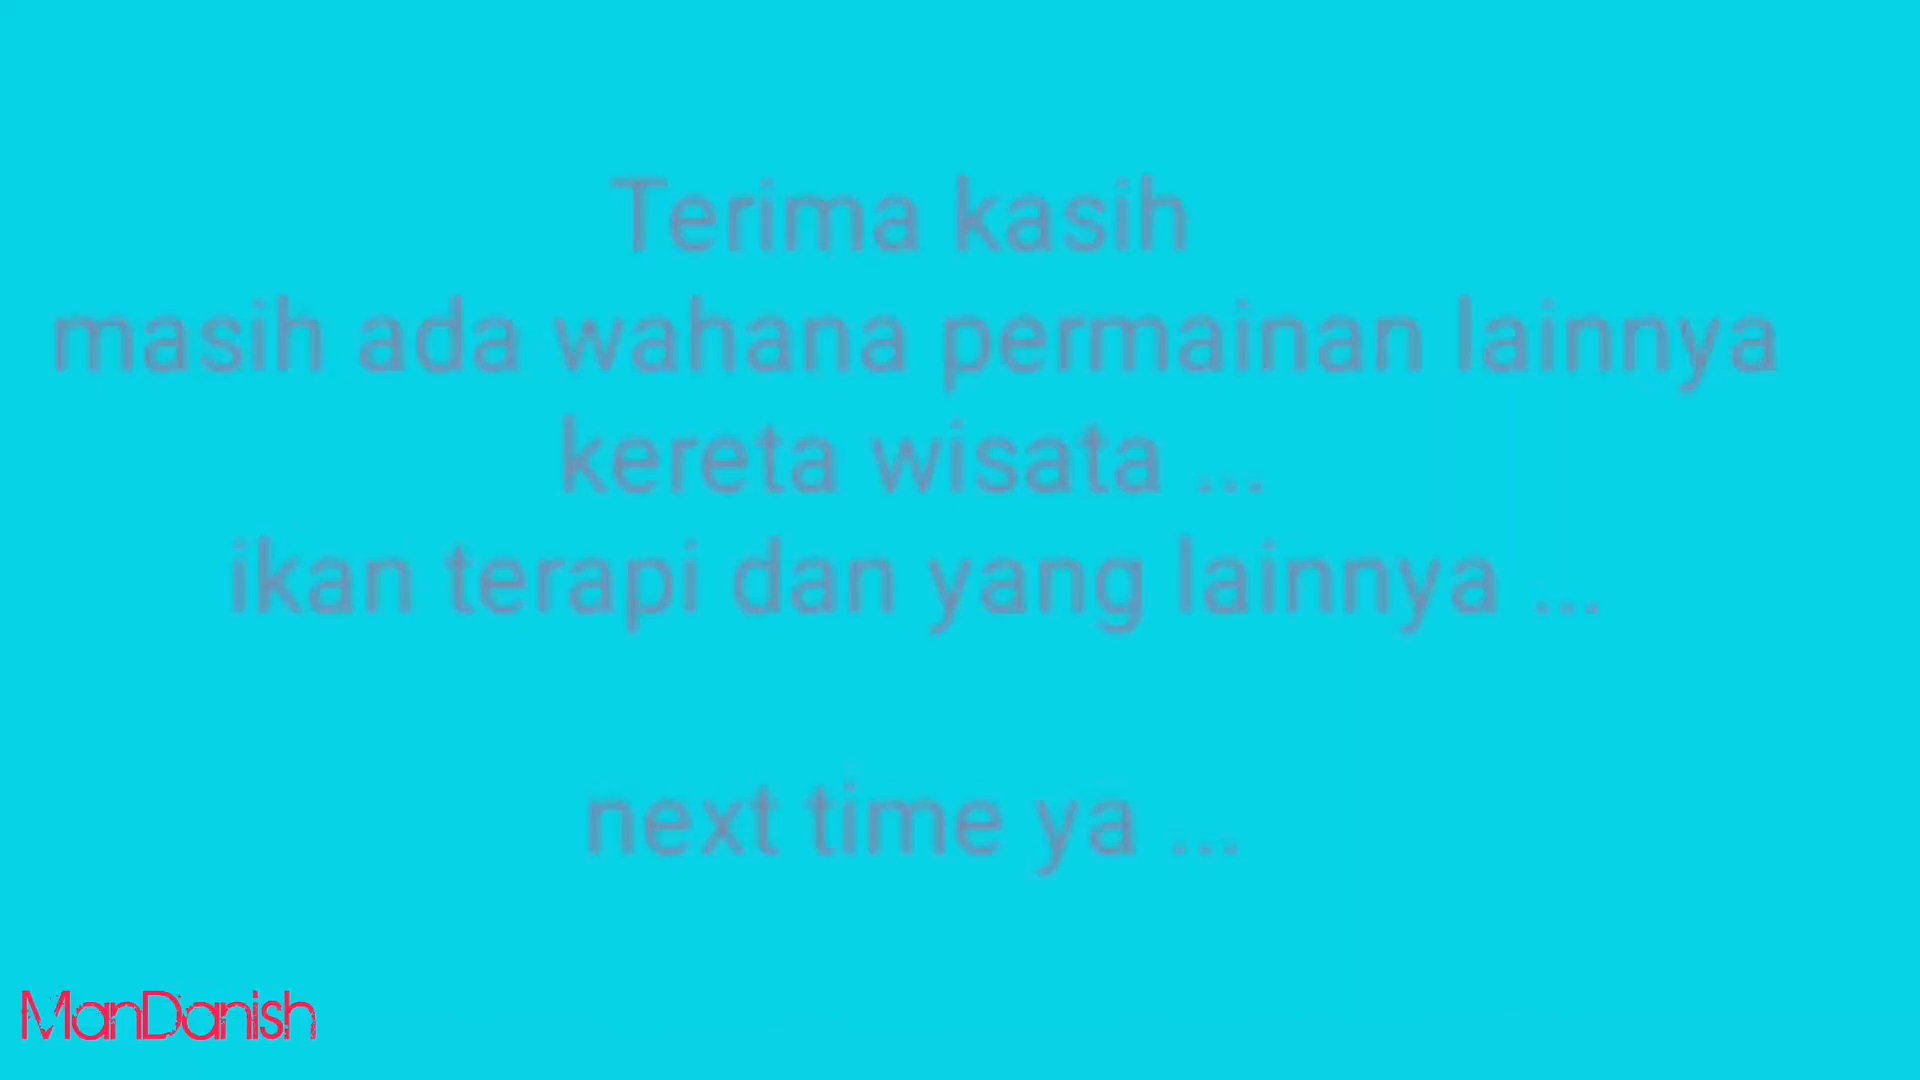 Terima kasih
masih ada wahana permainan lainnya
kereta wisata ...
ikan terapi dan yang lainnya ...
next time ya ...
ManDanish